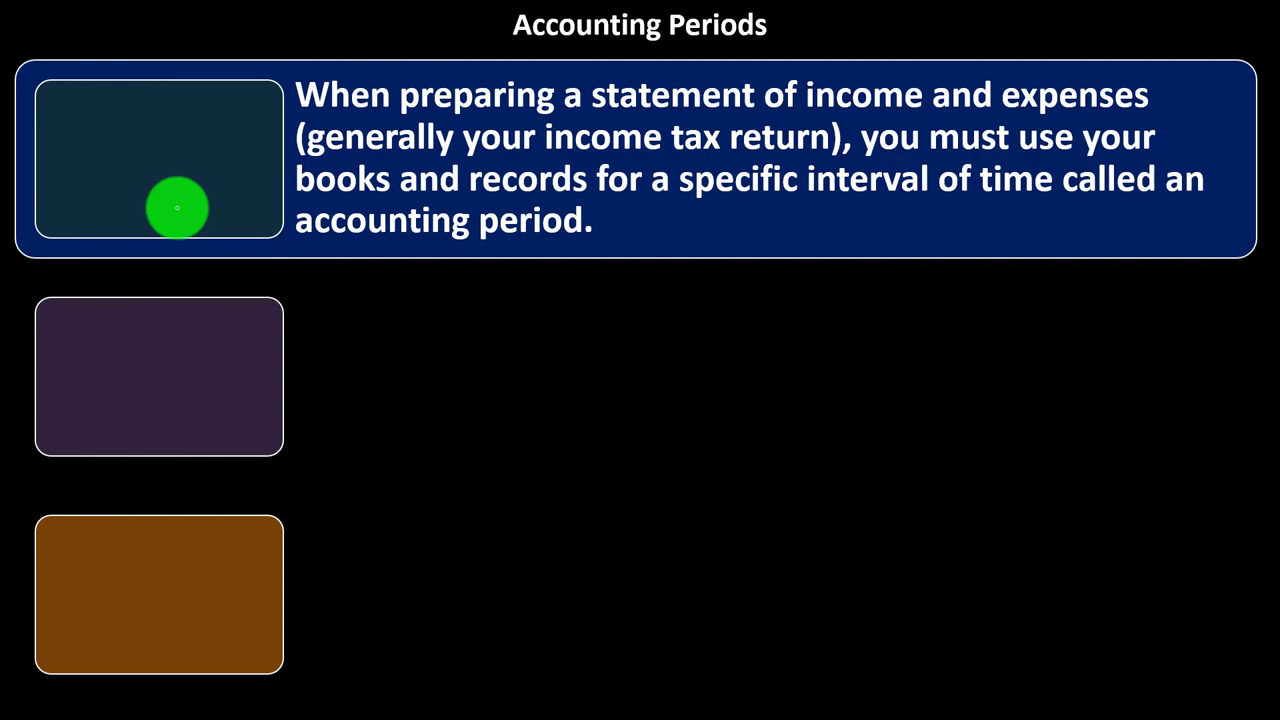 Accounting Periods
When preparing a statement of income and expenses
(generally your income tax return), you must use your
books and records for a specific interval of time called an
accounting period.